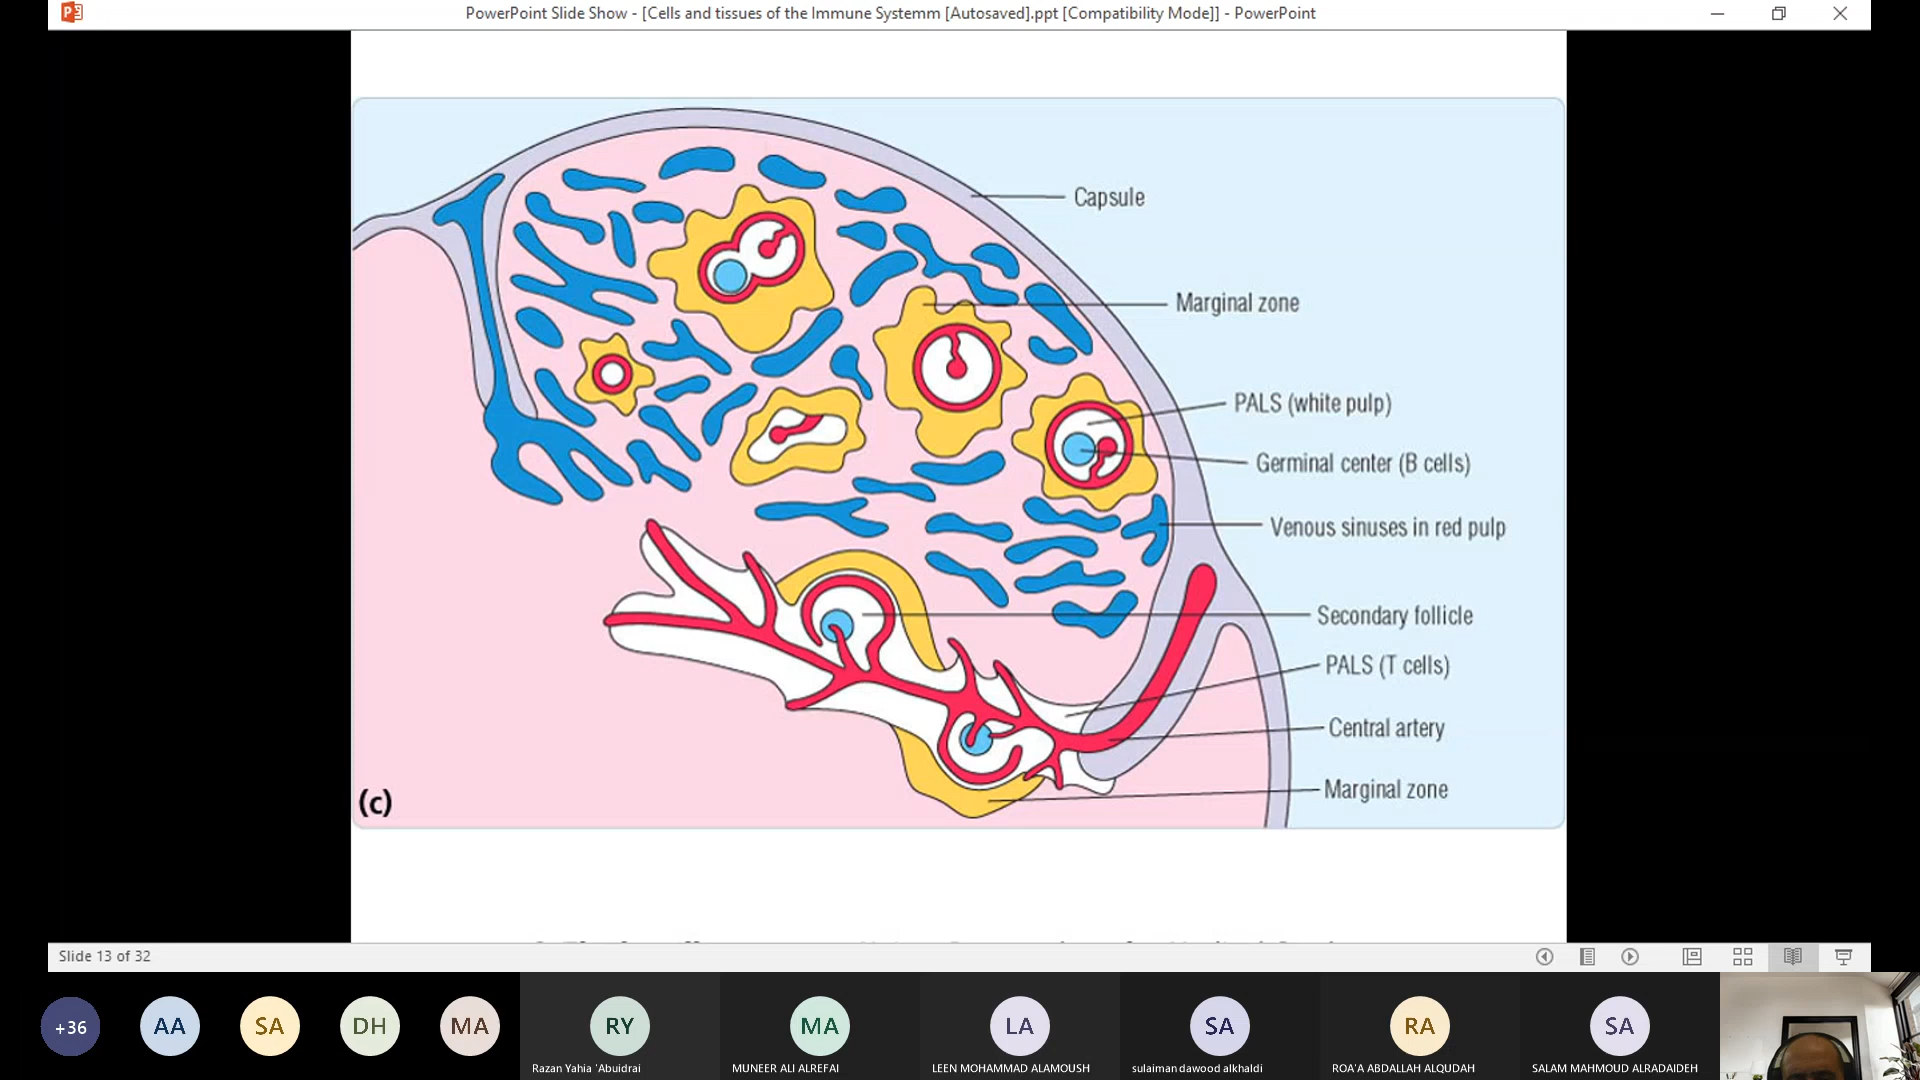 PowerPoint Slide Show - [Cells and tissues of the Immune Systemm [Autosaved].ppt [Compatibility Mode]] - PowerPoint
Capsule
Marginal zone
PALS (white pulp)
Germinal center (B cells)
Venous sinuses in red pulp
Secondary follicle
PALS (T cells)
Central artery
Marginal zone
(c)
Slide 13 of 32
+36
AA
SA
DH
MA
RY
MA
LA
SA
RA
SA
Razan Yahia 'Abuidrai
MUNEER ALI ALREFAI
LEEN MOHAMMAD ALAMOUSH
sulaiman dawood alkhaldi
ROA'A ABDALLAH ALQUDAH
SALAM MAHMOUD ALRADAIDEH